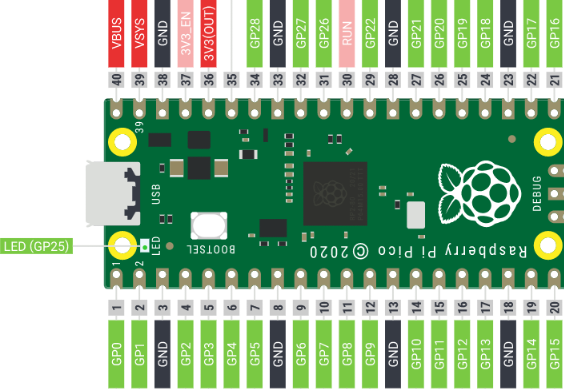 VBUS VSYS GND 3V3_EN 3V3(OUT) GP28 GND GP27 GP26 RUN GP22 GND GP21 GP20 GP19 GP18 GND GP17 GP16
40 39 38 37 36 35 34 33 32 31 30 29 28 27 26 25 24 23 22 21
39
USB
DEBUG
LED (GP25)
LED
BOOTSEL
Raspberry Pi Pico © 2020
1 2
1 2 3 4 5 6 7 8 9 10 11 12 13 14 15 16 17 18 19 20
GP0 GP1 GND GP2 GP3 GP4 GP5 GND GP6 GP7 GP8 GP9 GND GP10 GP11 GP12 GP13 GND GP14 GP15